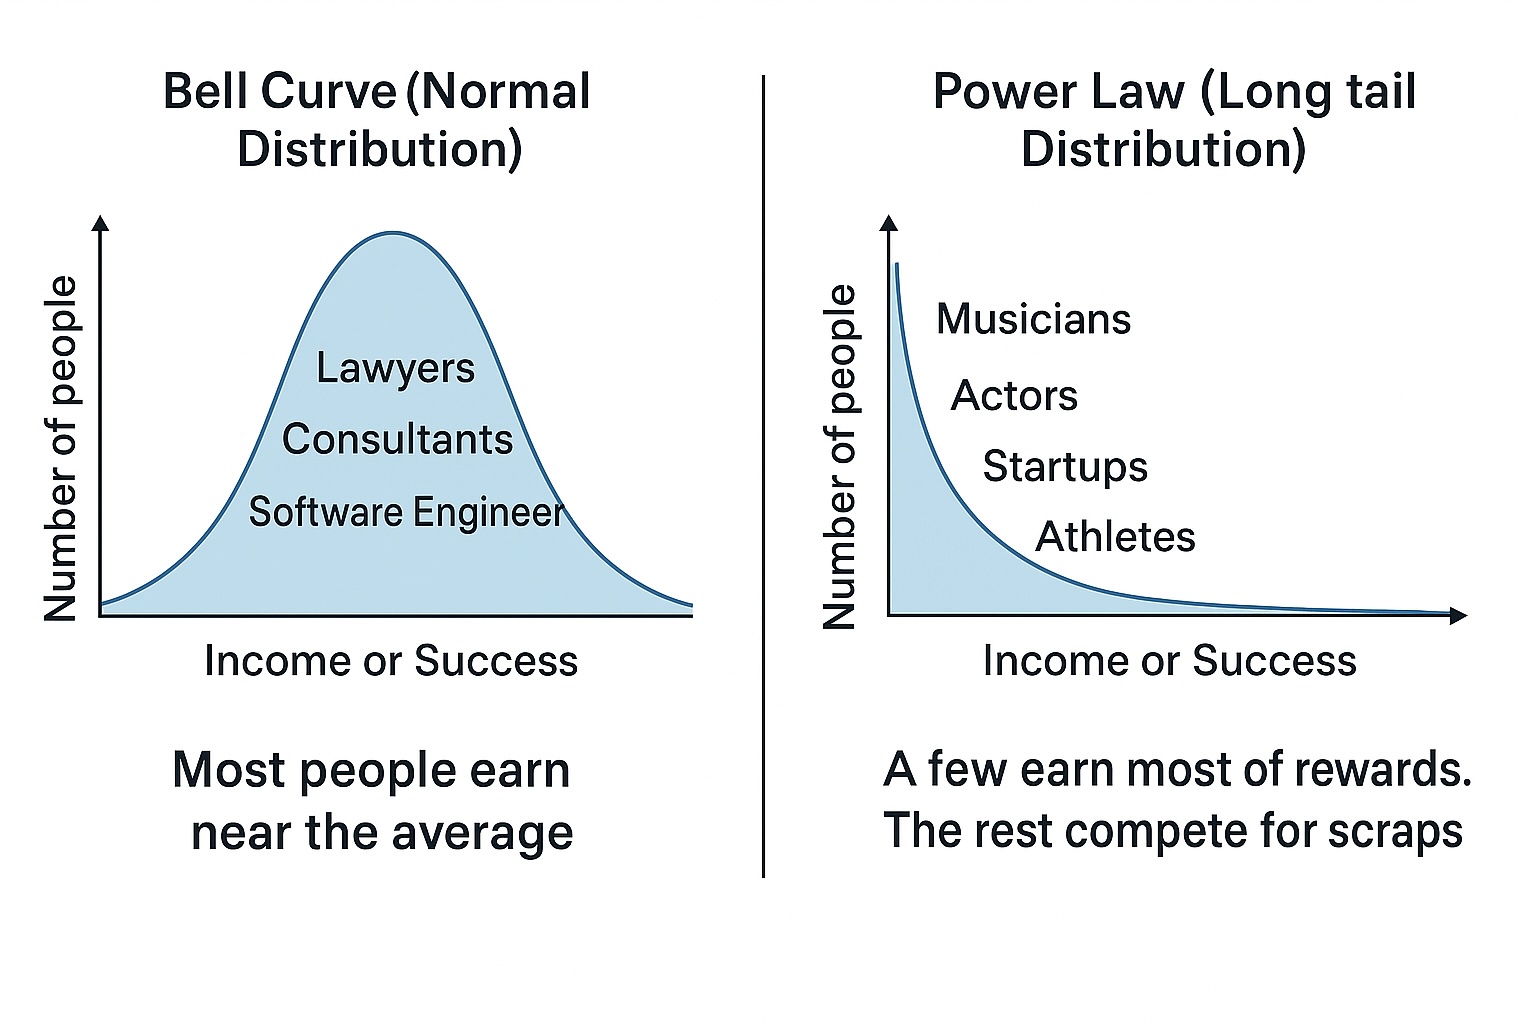 Bell Curve (Normal
Distribution)
Number of people
Lawyers
Consultants
Software Engineer
Income or Success
Most people earn
near the average
Power Law (Long tail
Distribution)
Number of people
Musicians
Actors
Startups
Athletes
Income or Success
A few earn most of rewards.
The rest compete for scraps